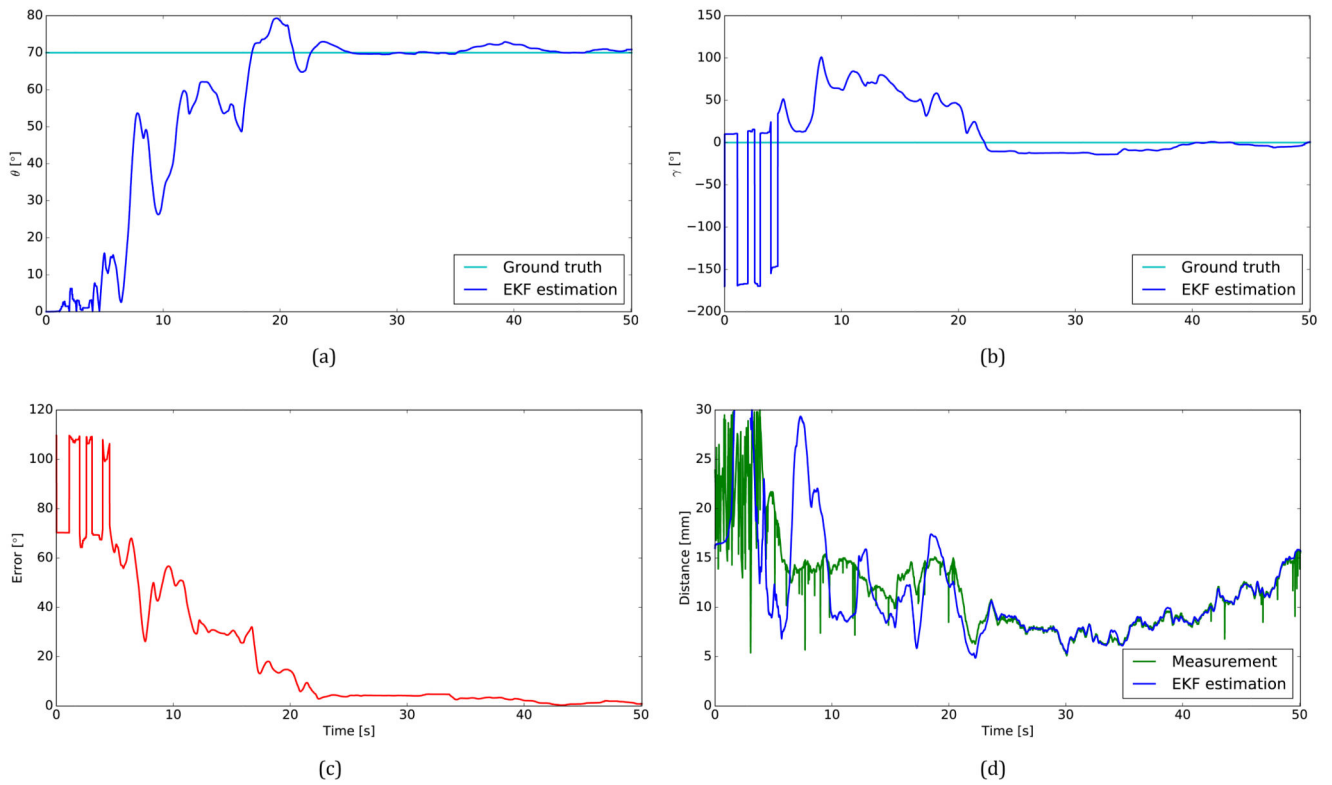 80
70
60
50
40
30
20
10
0
θ [°]
0 10 20 30 40 50
Ground truth
EKF estimation
(a)
150
100
50
0
−50
−100
−150
−200
γ [°]
0 10 20 30 40 50
Ground truth
EKF estimation
(b)
120
100
80
60
40
20
0
Error [°]
0 10 20 30 40 50
Time [s]
(c)
30
25
20
15
10
5
0
Distance [mm]
0 10 20 30 40 50
Time [s]
Measurement
EKF estimation
(d)